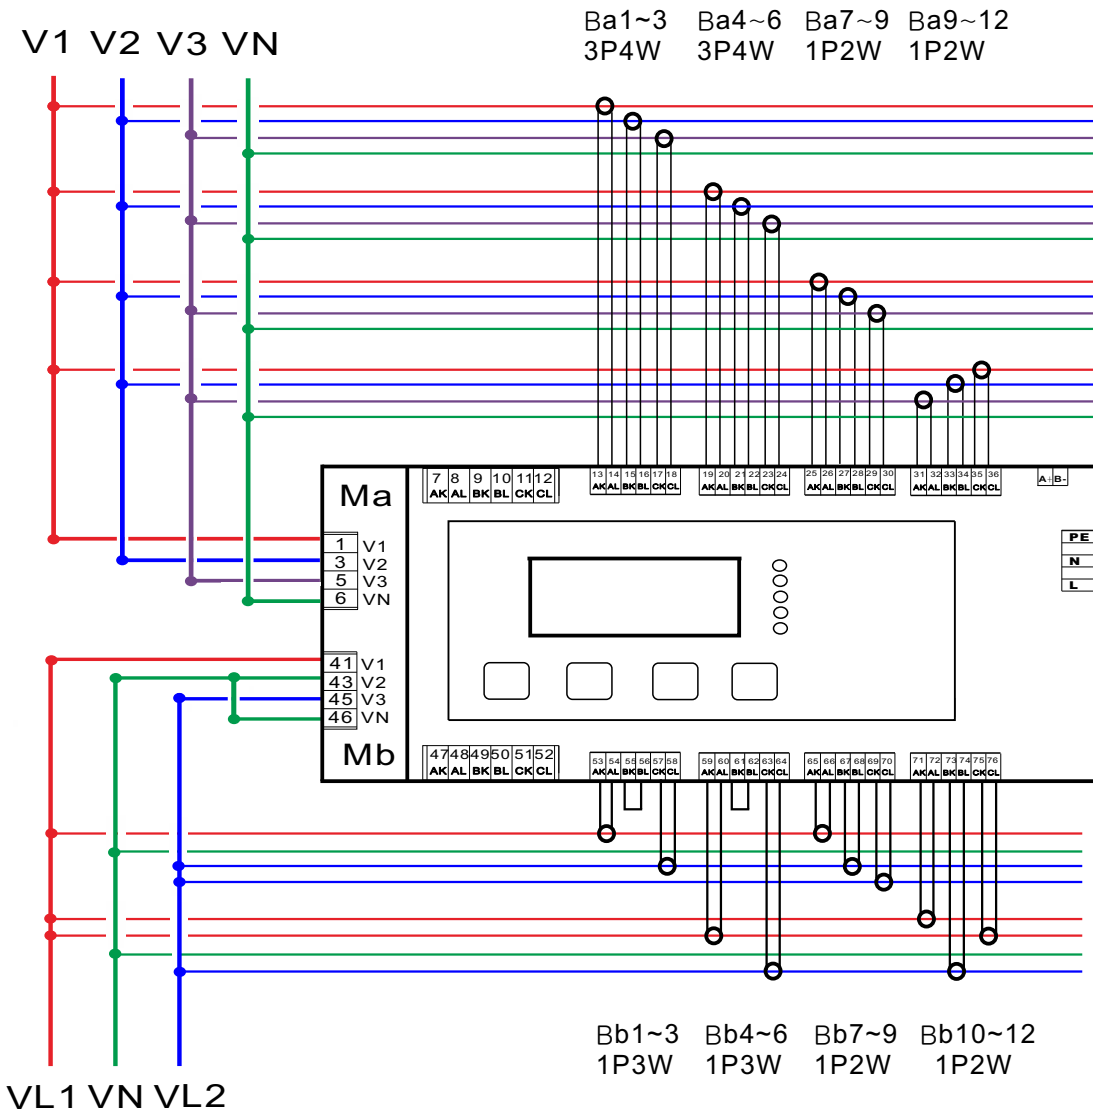 Ba1~3 Ba4~6 Ba7~9 Ba9~12
3P4W 3P4W 1P2W 1P2W
V1 V2 V3 VN
Ma
7 8 9 10 11 12
AK AL BK BL CK CL
13 14 15 16 17 18
AK AL BK BL CK CL
19 20 21 22 23 24
AK AL BK BL CK CL
25 26 27 28 29 30
AK AL BK BL CK CL
31 32 33 34 35 36
AK AL BK BL CK CL
A+ B-
PE
N
L
1 V1
3 V2
5 V3
6 VN
41 V1
43 V2
45 V3
46 VN
Mb
47 48 49 50 51 52
AK AL BK BL CK CL
53 54 55 56 57 58
AK AL BK BL CK CL
59 60 61 62 63 64
AK AL BK BL CK CL
65 66 67 68 69 70
AK AL BK BL CK CL
71 72 73 74 75 76
AK AL BK BL CK CL
Bb1~3 Bb4~6 Bb7~9 Bb10~12
1P3W 1P3W 1P2W 1P2W
VL1 VN VL2